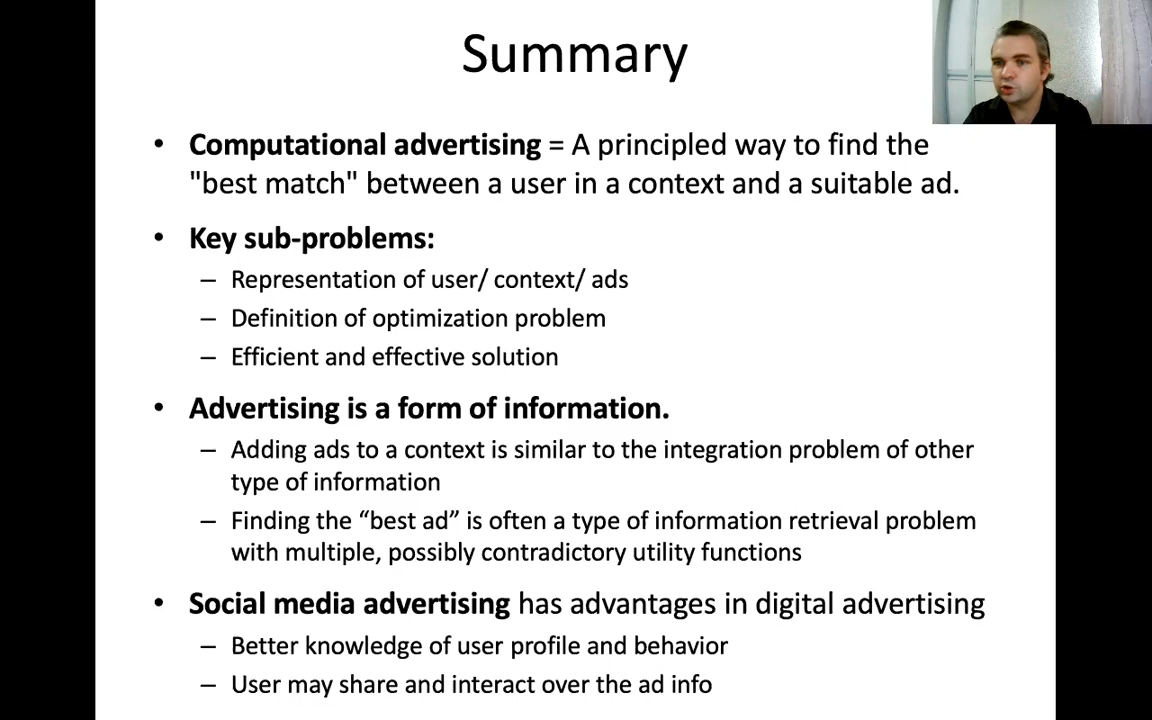 Summary
• Computational advertising = A principled way to find the
"best match" between a user in a context and a suitable ad.
• Key sub-problems:
– Representation of user/ context/ ads
– Definition of optimization problem
– Efficient and effective solution
• Advertising is a form of information.
– Adding ads to a context is similar to the integration problem of other
type of information
– Finding the “best ad” is often a type of information retrieval problem
with multiple, possibly contradictory utility functions
• Social media advertising has advantages in digital advertising
– Better knowledge of user profile and behavior
– User may share and interact over the ad info